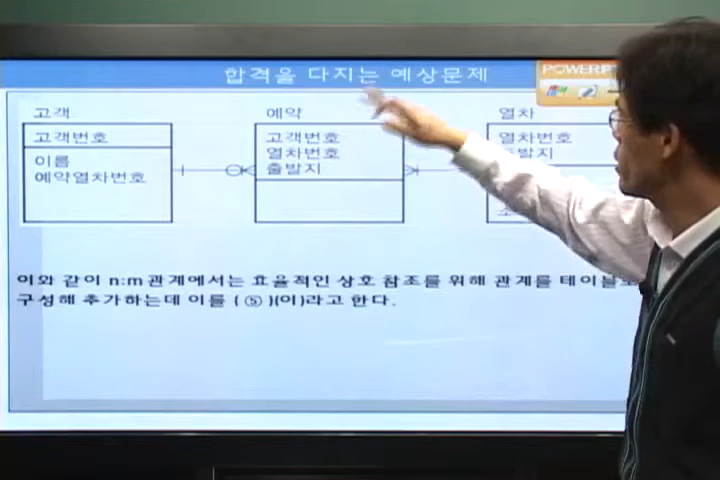 합격을 다지는 예상문제
고객
고객번호
이름
예약열차번호
예약
고객번호
열차번호
출발지
열차
열차번호
이와 같이 n:m 관계에서는 효율적인 상호 참조를 위해 관계를 테이블로
구성해 추가하는데 이를 ( ⑤ )(이)라고 한다.